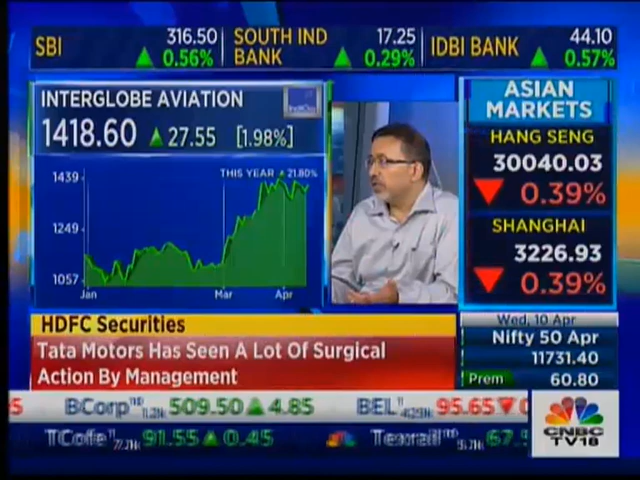 SBI 316.50 0.56%
SOUTH IND BANK 17.25 0.29%
IDBI BANK 44.10 0.57%
INTERGLOBE AVIATION
IndiGo
1418.60 27.55 [1.98%]
THIS YEAR 21.80%
1439
1249
1057
Jan Mar Apr
ASIAN
MARKETS
HANG SENG
30040.03
0.39%
SHANGHAI
3226.93
0.39%
HDFC Securities
Tata Motors Has Seen A Lot Of Surgical
Action By Management
Wed, 10 Apr
Nifty 50 Apr
11731.40
Prem 60.80
5 BCorp 509.50 4.85 BEL 95.65
TCoffe 91.55 0.45 67.
CNBC
TV18